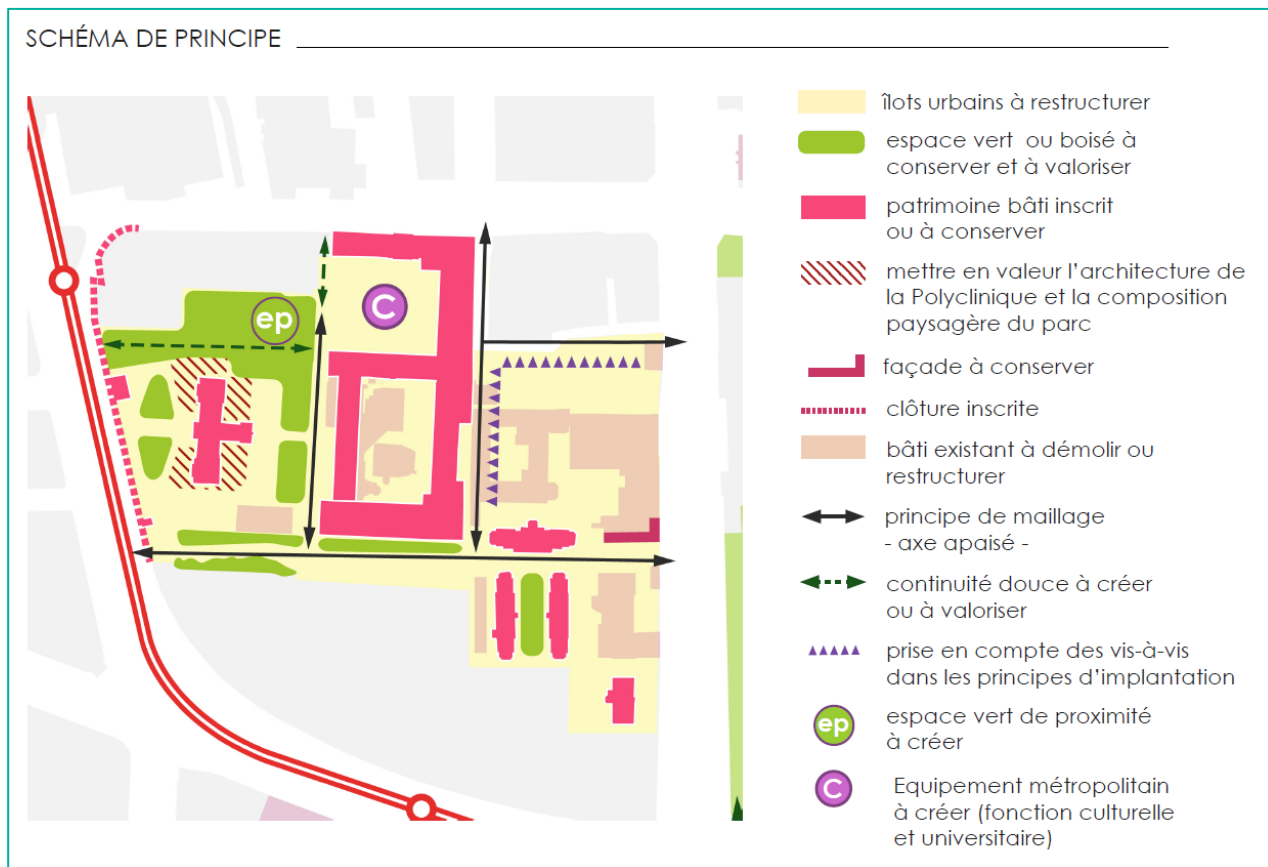 SCHÉMA DE PRINCIPE
îlots urbains à restructurer
espace vert ou boisé à
conserver et à valoriser
patrimoine bâti inscrit
ou à conserver
mettre en valeur l'architecture de
la Polyclinique et la composition
paysagère du parc
façade à conserver
clôture inscrite
bâti existant à démolir ou
restructurer
principe de maillage
- axe apaisé -
continuité douce à créer
ou à valoriser
prise en compte des vis-à-vis
dans les principes d'implantation
ep
espace vert de proximité
à créer
C
Equipement métropolitain
à créer (fonction culturelle
et universitaire)
ep
C